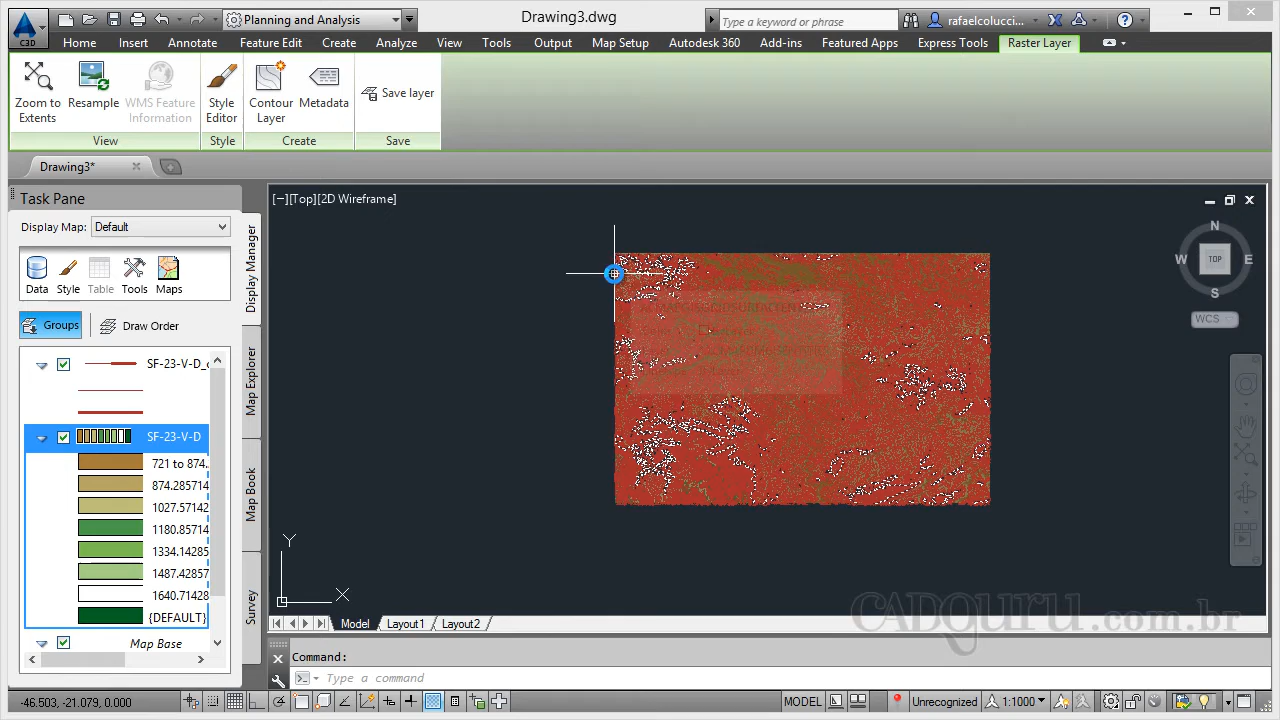 Planning and Analysis
Drawing3.dwg
Type a keyword or phrase
rafaelcolucci...
C3D
Home Insert Annotate Feature Edit Create Analyze View Tools Output Map Setup Autodesk 360 Add-ins Featured Apps Express Tools Raster Layer
Zoom to Extents
Resample
WMS Feature Information
Style Editor
Contour Layer
Metadata
Save layer
View
Style
Create
Save
Drawing3*
Task Pane
Display Map:
Default
Data Style Table Tools Maps
Groups
Draw Order
SF-23-V-D_
SF-23-V-D
721 to 874.
874.285714
1027.57142
1180.85714
1334.14285
1487.42857
1640.71428
{DEFAULT}
Map Base
Display Manager
Map Explorer
Map Book
Survey
[−][Top][2D Wireframe]
N
W
TOP
E
S
WCS
Y
X
CADGURU.com.br
Model Layout1 Layout2
Command:
Type a command
-46.503, -21.079, 0.000
MODEL
Unrecognized
1:1000